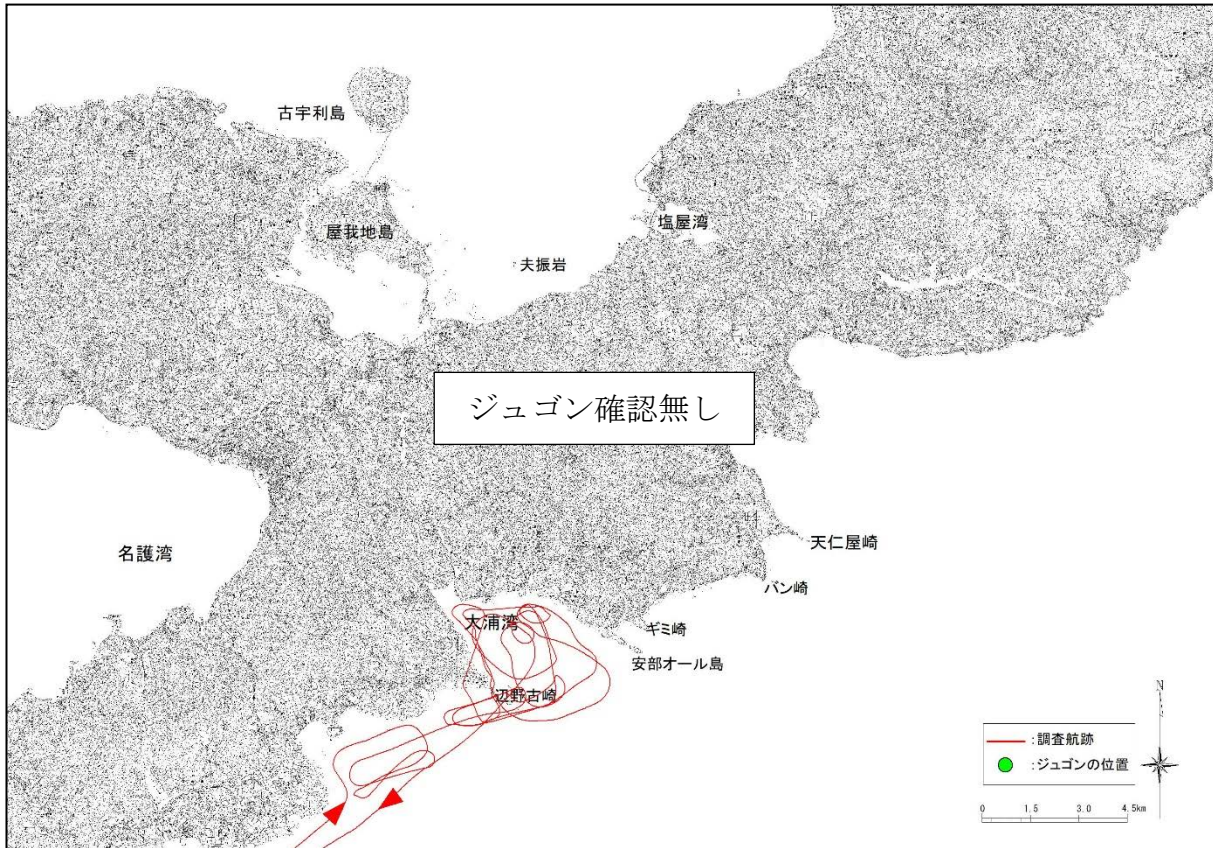 古宇利島
屋我地島
塩屋湾
夫振岩
ジュゴン確認無し
名護湾
天仁屋崎
バン崎
大浦湾
ギミ崎
安部オール島
辺野古崎
N
:調査航跡
:ジュゴンの位置
0 1.5 3.0 4.5km